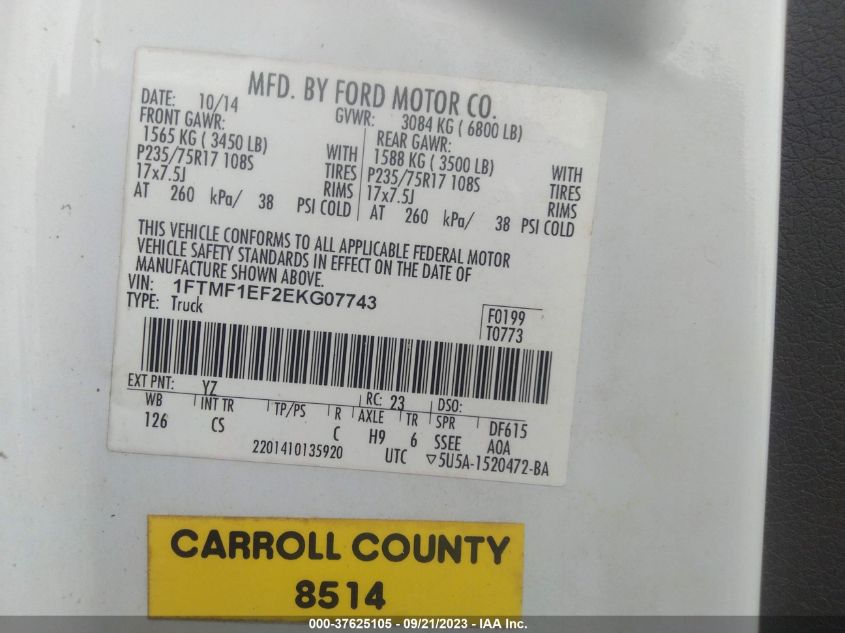 MFD. BY FORD MOTOR CO.
DATE: 10/14 GVWR: 3084 KG ( 6800 LB)
FRONT GAWR: REAR GAWR:
1565 KG ( 3450 LB) WITH 1588 KG ( 3500 LB) WITH
P235/75R17 108S TIRES P235/75R17 108S TIRES
17x7.5J RIMS 17x7.5J RIMS
AT 260 kPa/ 38 PSI COLD AT 260 kPa/ 38 PSI COLD
THIS VEHICLE CONFORMS TO ALL APPLICABLE FEDERAL MOTOR
VEHICLE SAFETY STANDARDS IN EFFECT ON THE DATE OF
MANUFACTURE SHOWN ABOVE.
VIN: 1FTMF1EF2EKG07743
TYPE: Truck
F0199
T0773
EXT PNT: YZ RC: 23 DSO:
WB INT TR TP/PS R AXLE TR SPR DF615
126 CS C H9 6 SSEE A0A
2201410135920 UTC ▽5U5A-1520472-BA
CARROLL COUNTY
8514
000-37625105 - 09/21/2023 - 1SA Inc.